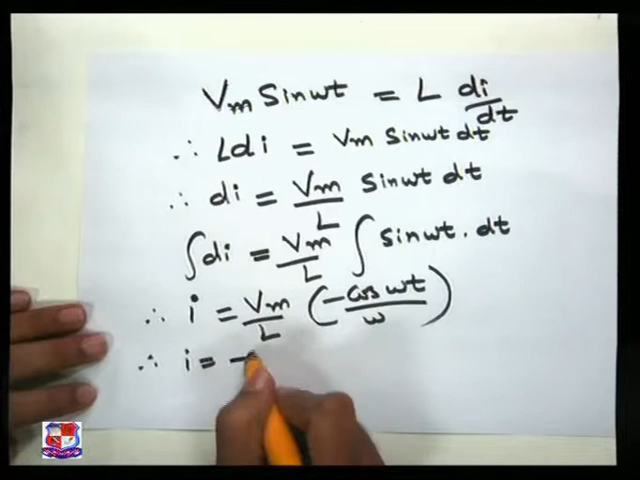 Vm Sinwt = L di/dt
∴ Ldi = Vm Sinwt dt
∴ di = Vm/L Sinwt dt
∫di = Vm/L ∫ Sinwt . dt
∴ i = Vm/L (-cos wt/w)
∴ i = -